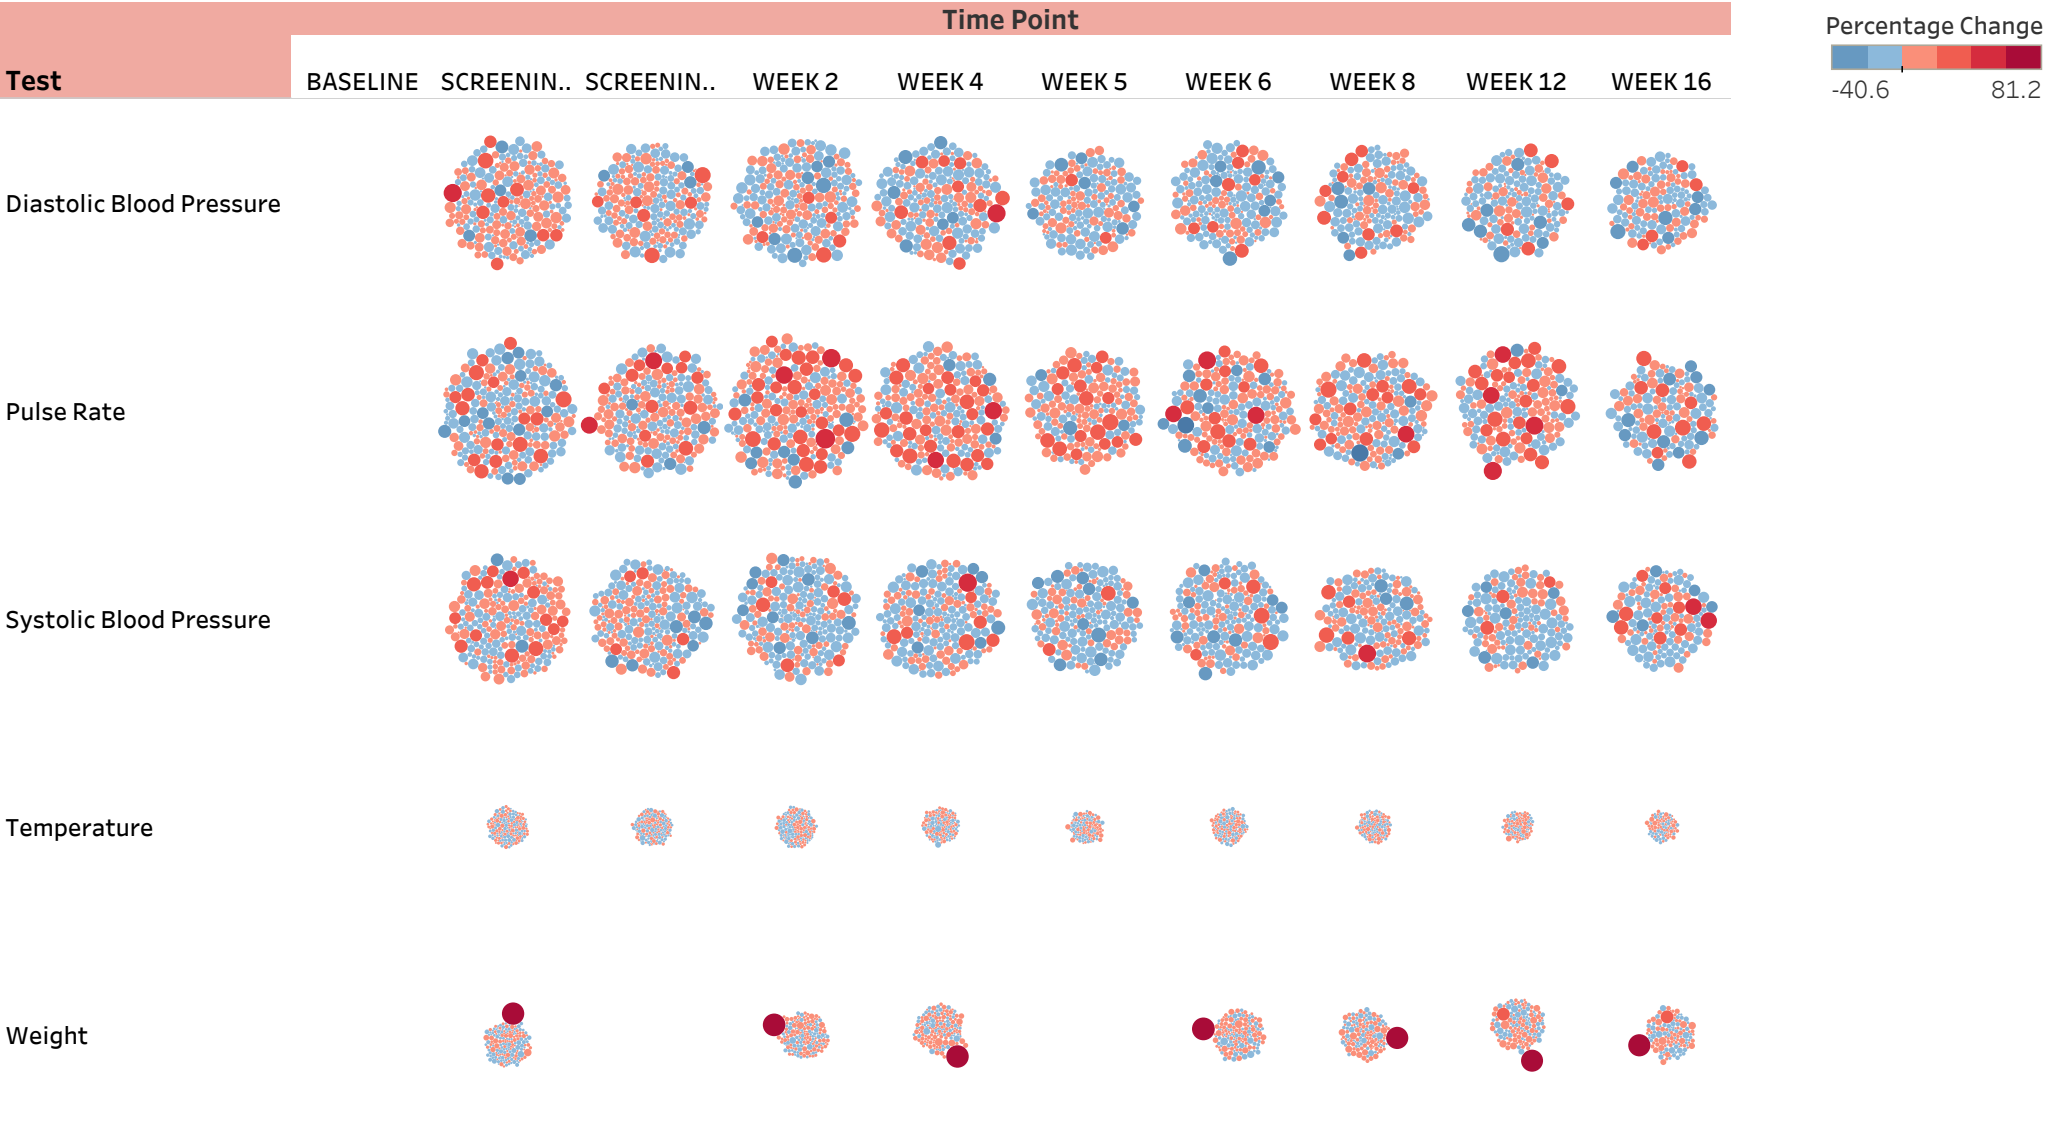 Time Point
Percentage Change
Test BASELINE SCREENIN.. SCREENIN.. WEEK 2 WEEK 4 WEEK 5 WEEK 6 WEEK 8 WEEK 12 WEEK 16
-40.6 81.2
Diastolic Blood Pressure
Pulse Rate
Systolic Blood Pressure
Temperature
Weight